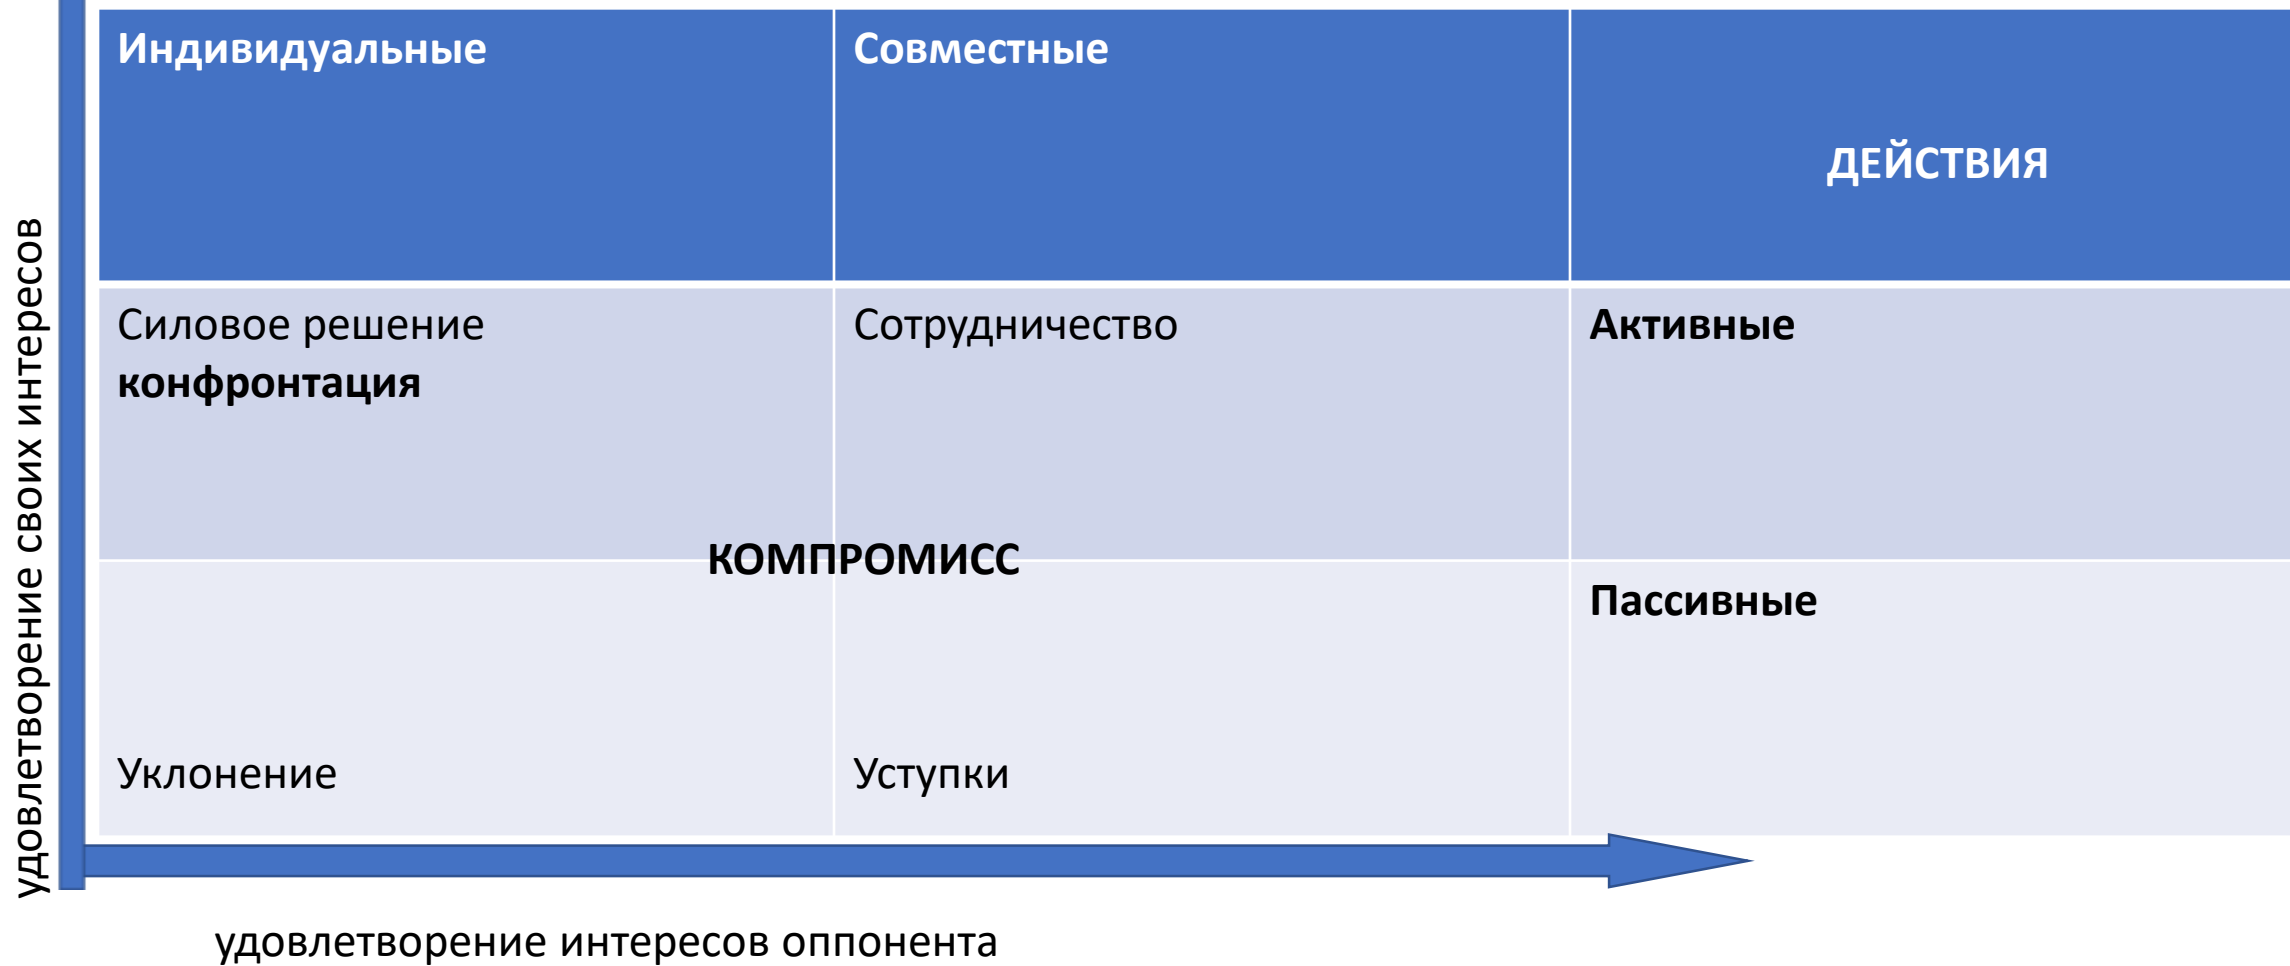 Индивидуальные
Совместные
ДЕЙСТВИЯ
удовлетворение своих интересов
Силовое решение
конфронтация
Сотрудничество
Активные
КОМПРОМИСС
Пассивные
Уклонение
Уступки
удовлетворение интересов оппонента